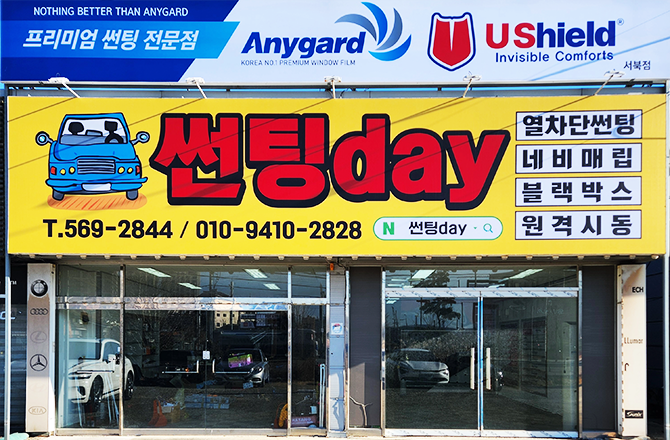 NOTHING BETTER THAN ANYGARD
프리미엄 썬팅 전문점
Anygard
KOREA NO.1 PREMIUM WINDOW FILM
UShield®
Invisible Comforts
서북점
썬팅day
열차단썬팅
네비매립
블랙박스
원격시동
T.569-2844 / 010-9410-2828
N 썬팅day
ECH
LLumar
KIA